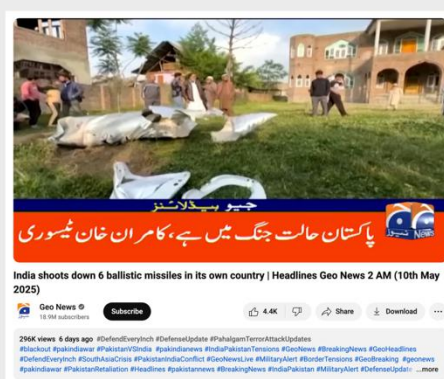 جیو ہیڈلائنز
پاکستان حالت جنگ میں ہے، کامران خان ٹیسوری
Geo News
India shoots down 6 ballistic missiles in its own country | Headlines Geo News 2 AM (10th May
2025)
Geo News
18.9M subscribers
Subscribe
4.4K
Share
Download
296K views 6 days ago #DefendEveryInch #DefenseUpdate #PahalgamTerrorAttackUpdates
#blackout #pakindiawar #PakistanVSIndia #pakindianews #IndiaPakistanTensions #GeoNews #BreakingNews #GeoHeadlines
#DefendEveryInch #SouthAsiaCrisis #PakistanIndiaConflict #GeoNewsLive #MilitaryAlert #BorderTensions #GeoBreaking #geonews
#pakindiawar #PakistanRetaliation #Headlines #pakistannews #BreakingNews #IndiaPakistan #MilitaryAlert #DefenseUpdate ...more